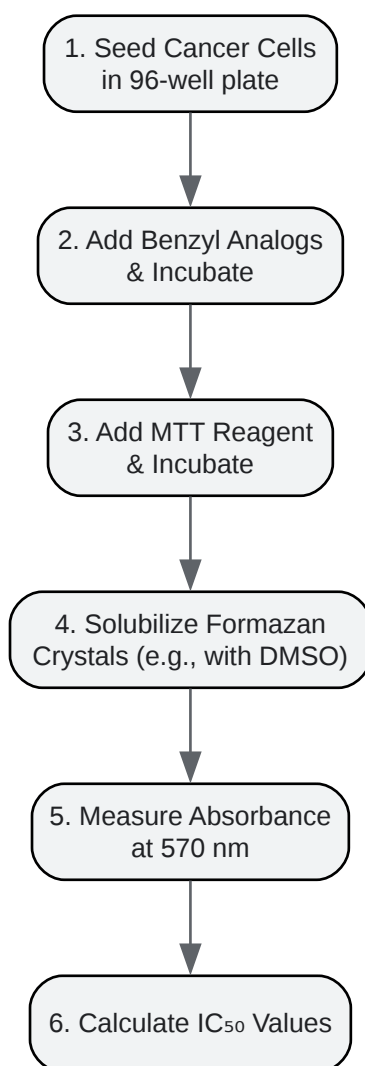 1. Seed Cancer Cells
in 96-well plate
2. Add Benzyl Analogs
& Incubate
3. Add MTT Reagent
& Incubate
4. Solubilize Formazan
Crystals (e.g., with DMSO)
5. Measure Absorbance
at 570 nm
6. Calculate IC₅₀ Values